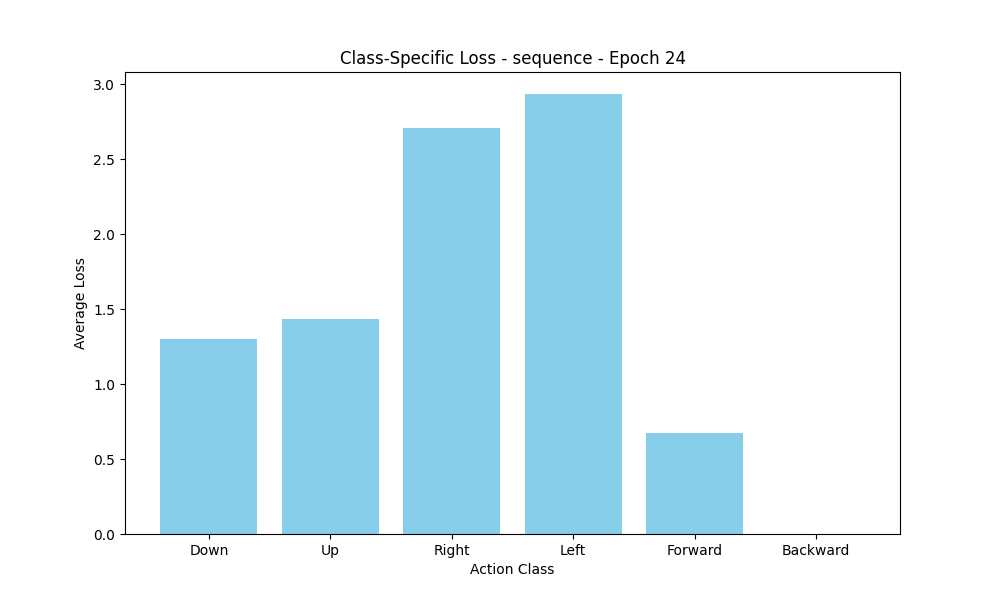 Class-Specific Loss - sequence - Epoch 24
3.0
2.5
2.0
1.5
1.0
0.5
0.0
Average Loss
Down Up Right Left Forward Backward
Action Class